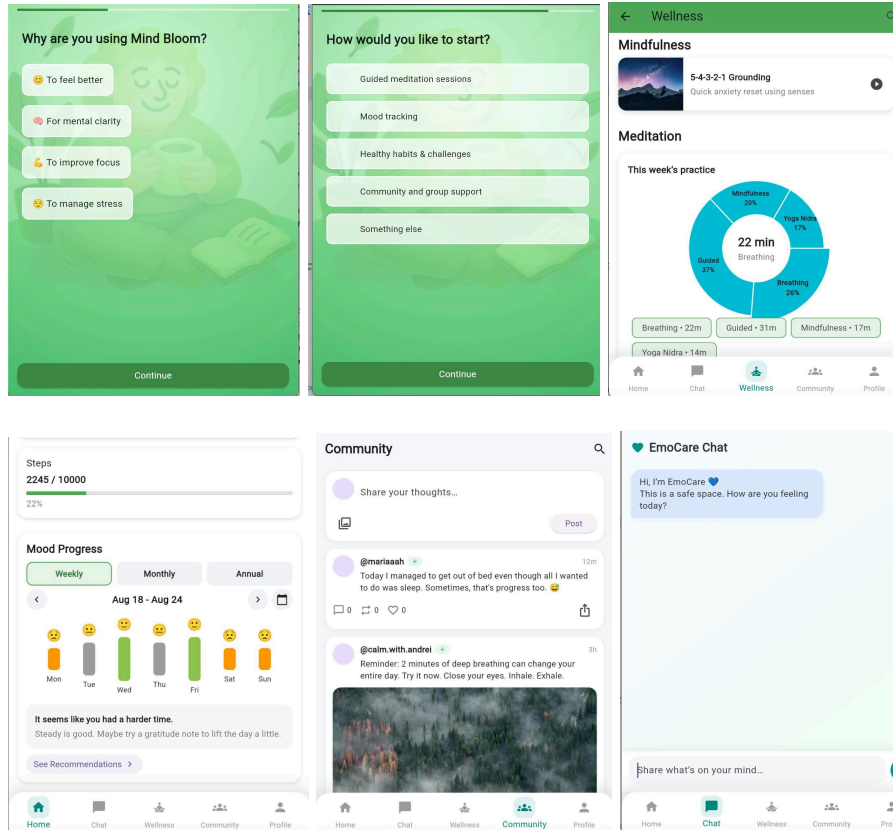 Why are you using Mind Bloom?
😊 To feel better
🧠 For mental clarity
💪 To improve focus
😌 To manage stress
Continue
How would you like to start?
Guided meditation sessions
Mood tracking
Healthy habits & challenges
Community and group support
Something else
Continue
Wellness
Mindfulness
5-4-3-2-1 Grounding
Quick anxiety reset using senses
Meditation
This week's practice
Mindfulness
20%
Yoga Nidra
17%
22 min
Breathing
Guided
37%
Breathing
26%
Breathing • 22m
Guided • 31m
Mindfulness • 17m
Yoga Nidra • 14m
Home
Chat
Wellness
Community
Profile
Steps
2245 / 10000
22%
Mood Progress
Weekly
Monthly
Annual
Aug 18 - Aug 24
Mon
Tue
Wed
Thu
Fri
Sat
Sun
It seems like you had a harder time.
Steady is good. Maybe try a gratitude note to lift the day a little.
See Recommendations >
Home
Chat
Wellness
Community
Profile
Community
Share your thoughts...
Post
@mariaaah +
12m
Today I managed to get out of bed even though all I wanted
to do was sleep. Sometimes, that's progress too. 😅
0
0
0
@calm.with.andrei +
3h
Reminder: 2 minutes of deep breathing can change your
entire day. Try it now. Close your eyes. Inhale. Exhale.
Home
Chat
Wellness
Community
Profile
EmoCare Chat
Hi, I'm EmoCare 💙
This is a safe space. How are you feeling
today?
Share what's on your mind...
Home
Chat
Wellness
Community
Pro